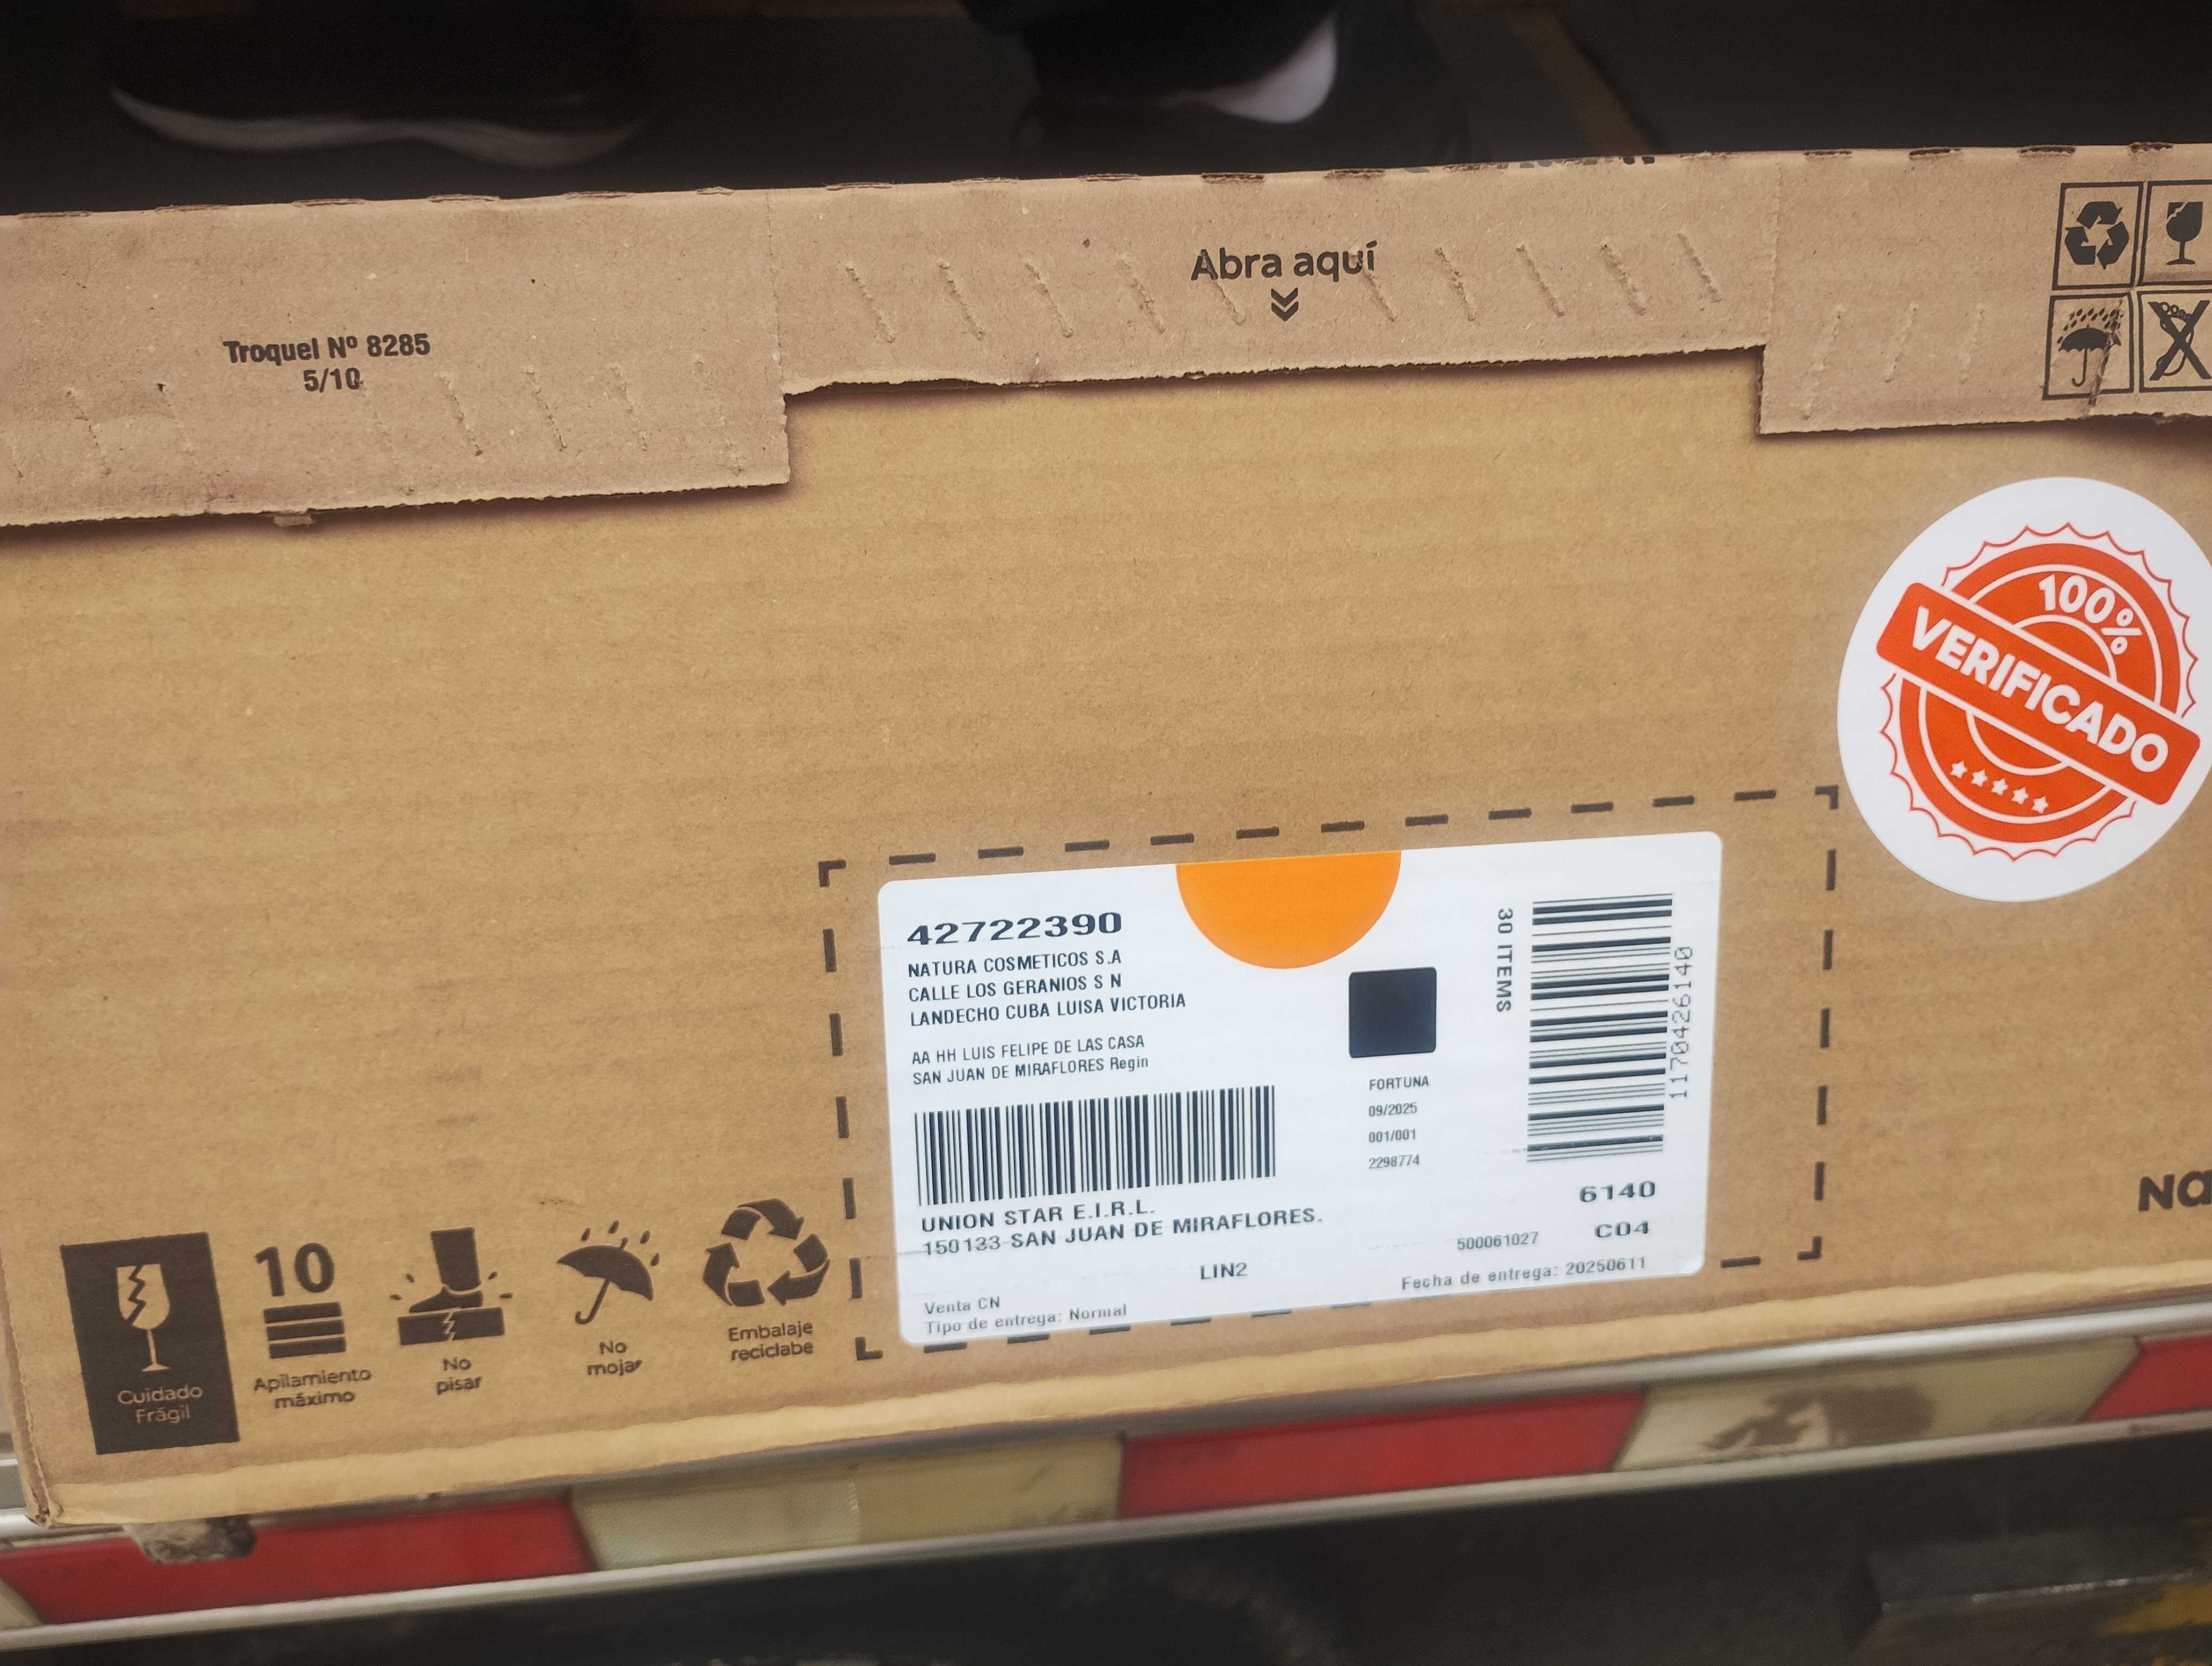 Abra aquí
Troquel Nº 8285
5/10
100%
VERIFICADO
42722390
NATURA COSMETICOS S.A
CALLE LOS GERANIOS S N
LANDECHO CUBA LUISA VICTORIA
AA HH LUIS FELIPE DE LAS CASA
SAN JUAN DE MIRAFLORES Regin
30 ITEMS
1170426140
FORTUNA
09/2025
001/001
2298774
UNION STAR E.I.R.L.
150133 SAN JUAN DE MIRAFLORES.
6140
C04
500061027
LIN2
Fecha de entrega: 20250611
Venta CN
Tipo de entrega: Normal
Cuidado
Frágil
10
Apilamiento
máximo
No
pisar
No
mojar
Embalaje
reciclabe